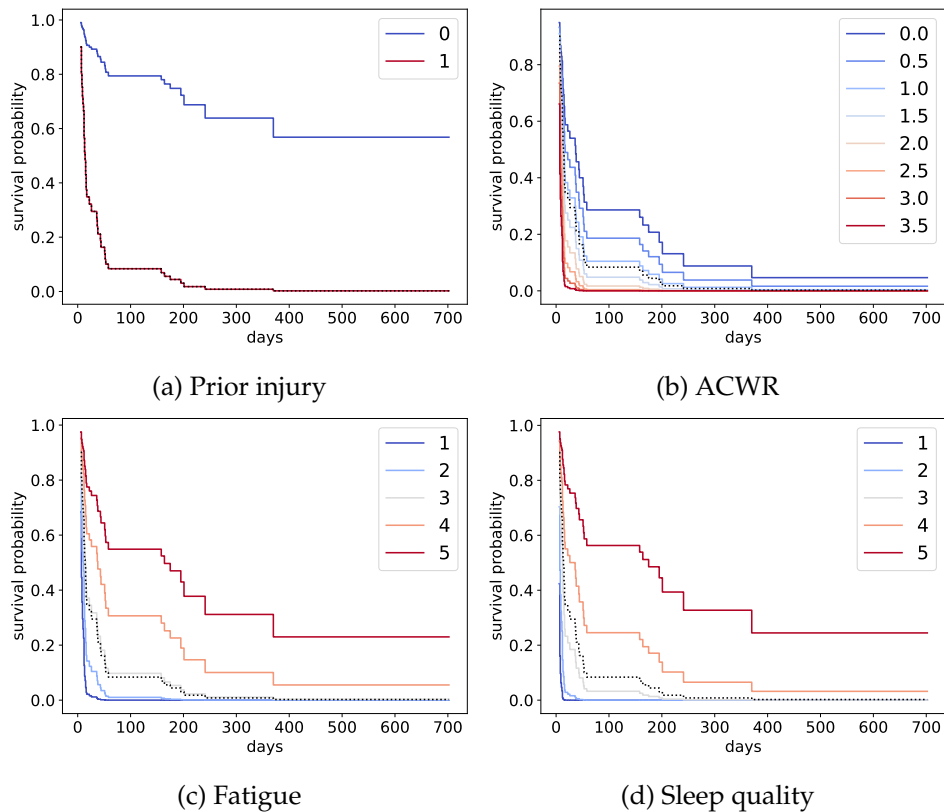 1.0
0.8
0.6
0.4
0.2
0.0
survival probability
0 100 200 300 400 500 600 700
days
0
1
(a) Prior injury
0.8
0.6
0.4
0.2
0.0
survival probability
0 100 200 300 400 500 600 700
days
0.0
0.5
1.0
1.5
2.0
2.5
3.0
3.5
(b) ACWR
1.0
0.8
0.6
0.4
0.2
0.0
survival probability
0 100 200 300 400 500 600 700
days
1
2
3
4
5
(c) Fatigue
1.0
0.8
0.6
0.4
0.2
0.0
survival probability
0 100 200 300 400 500 600 700
days
1
2
3
4
5
(d) Sleep quality